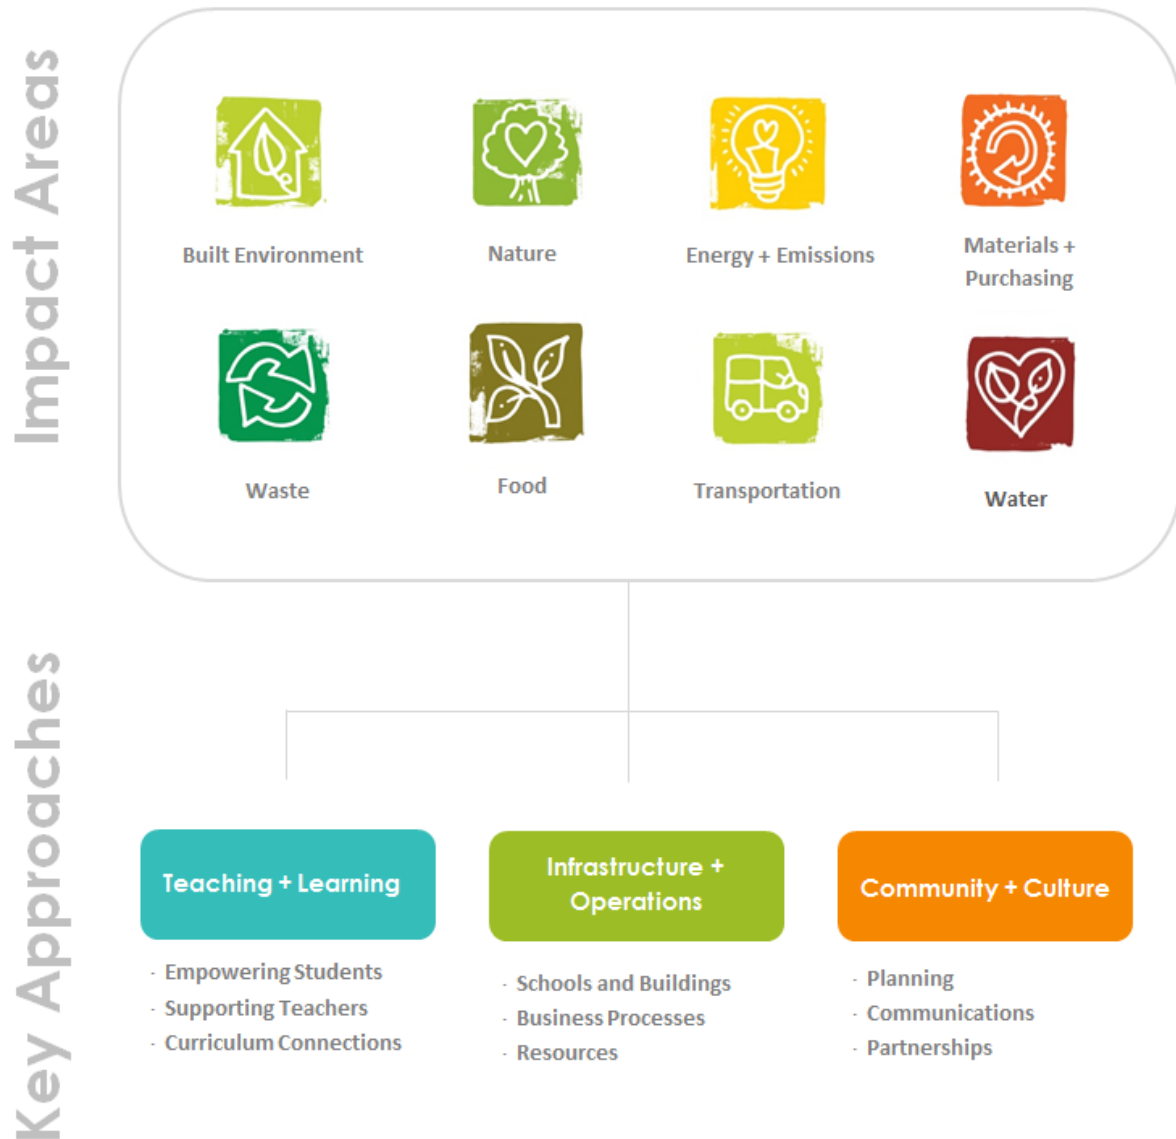 Impact Areas
Built Environment
Nature
Energy + Emissions
Materials +
Purchasing
Waste
Food
Transportation
Water
Key Approaches
Teaching + Learning
· Empowering Students
· Supporting Teachers
· Curriculum Connections
Infrastructure +
Operations
· Schools and Buildings
· Business Processes
· Resources
Community + Culture
· Planning
· Communications
· Partnerships